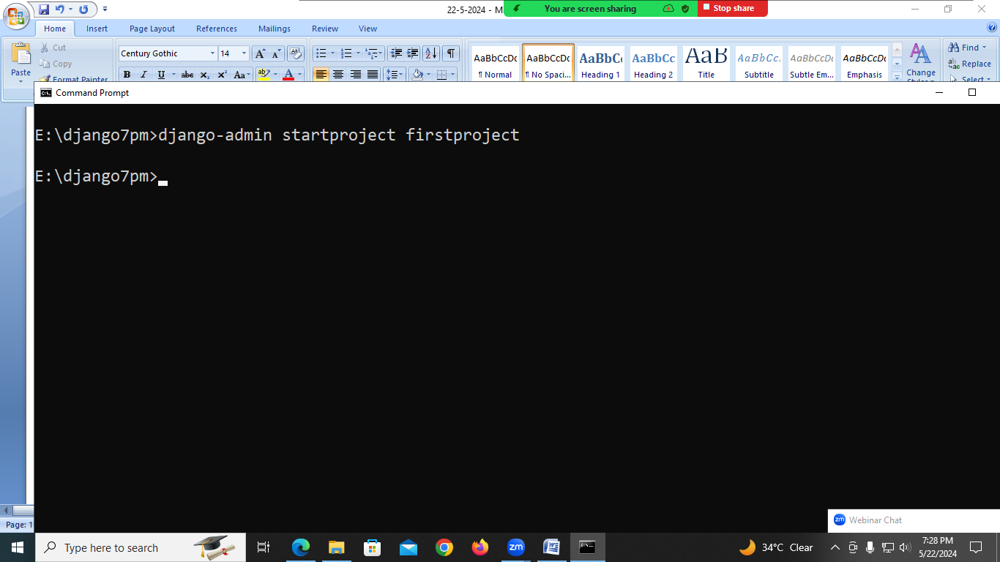 22-5-2024 - M
You are screen sharing
Stop share
Home Insert Page Layout References Mailings Review View
Cut
Copy
Format Painter
Paste
Century Gothic 14
AaBbCcDc AaBbCcDc AaBbCc AaBbCc AaB AaBbCc. AaBbCcDc AaBbCcDc
¶ Normal ¶ No Spaci... Heading 1 Heading 2 Title Subtitle Subtle Em... Emphasis
Change
Styles
Find
Replace
Select
Command Prompt
E:\django7pm>django-admin startproject firstproject
E:\django7pm>
Page: 1
zm Webinar Chat
Type here to search
zm
34°C Clear
7:28 PM
5/22/2024